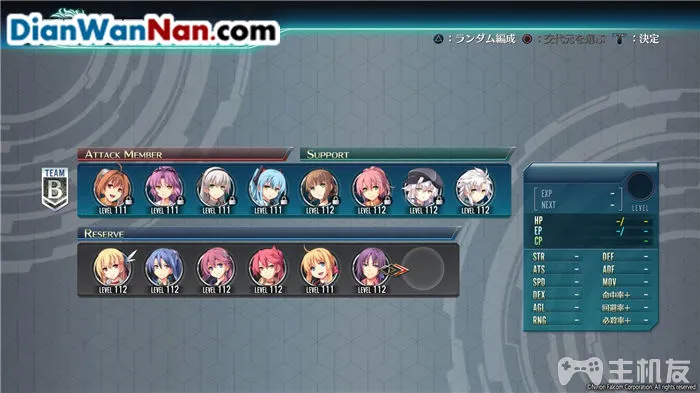 DianWanNan.com
△：ランダム編成 ○：交代元を選ぶ ：決定
ATTACK MEMBER SUPPORT
TEAM
B
LEVEL 111 LEVEL 111 LEVEL 111 LEVEL 111 LEVEL 112 LEVEL 112 LEVEL 112 LEVEL 112
RESERVE
LEVEL 112 LEVEL 112 LEVEL 112 LEVEL 112 LEVEL 111 LEVEL 112
EXP -
NEXT -
LEVEL
HP -/ -
EP -/ -
CP -
STR - DEF -
ATS - ADF -
SPD - MOV -
DEX - 命中率+ -
AGL - 回避率+ -
RNG - 必殺率+ -
主机友
©Nihon Falcom Corporation. All rights reserved.